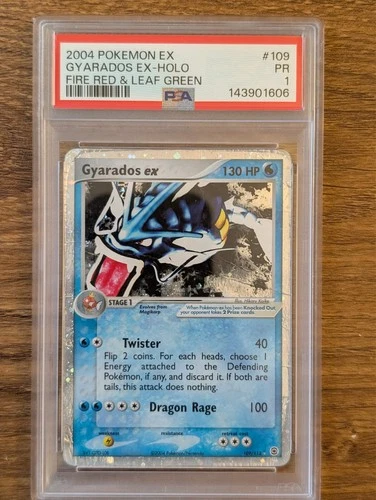 2004 POKEMON EX #109
GYARADOS EX-HOLO PR
FIRE RED & LEAF GREEN 1
PSA 143901606
Gyarados ex 130 HP
STAGE 1 Evolves from Magikarp
When Pokémon-ex has been Knocked Out,
your opponent takes 2 Prize cards.
Twister 40
Flip 2 coins. For each heads, choose 1
Energy attached to the Defending
Pokémon, if any, and discard it. If both are
tails, this attack does nothing.
Dragon Rage 100
weakness resistance retreat cost